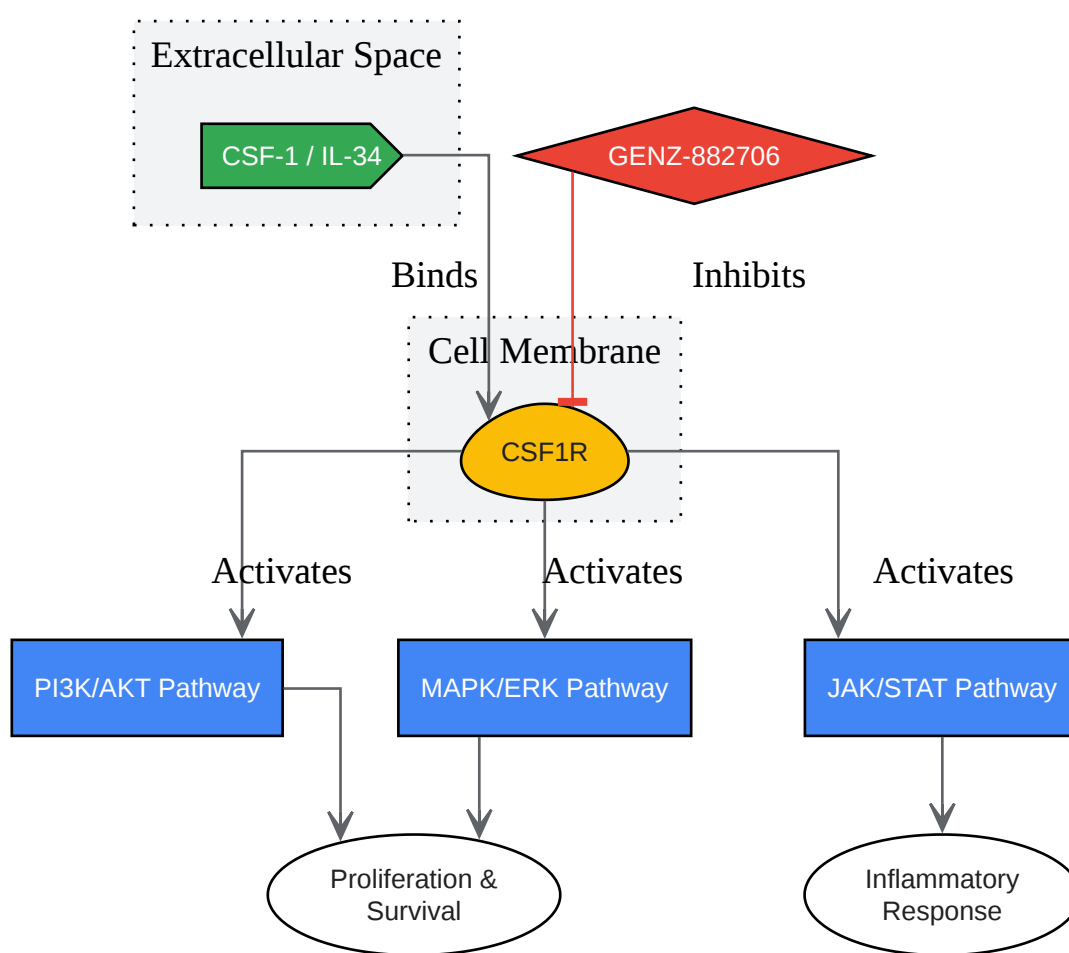 Extracellular Space
CSF-1 / IL-34
GENZ-882706
Binds
Inhibits
Cell Membrane
CSF1R
Activates
Activates
Activates
PI3K/AKT Pathway
MAPK/ERK Pathway
JAK/STAT Pathway
Proliferation &
Survival
Inflammatory
Response